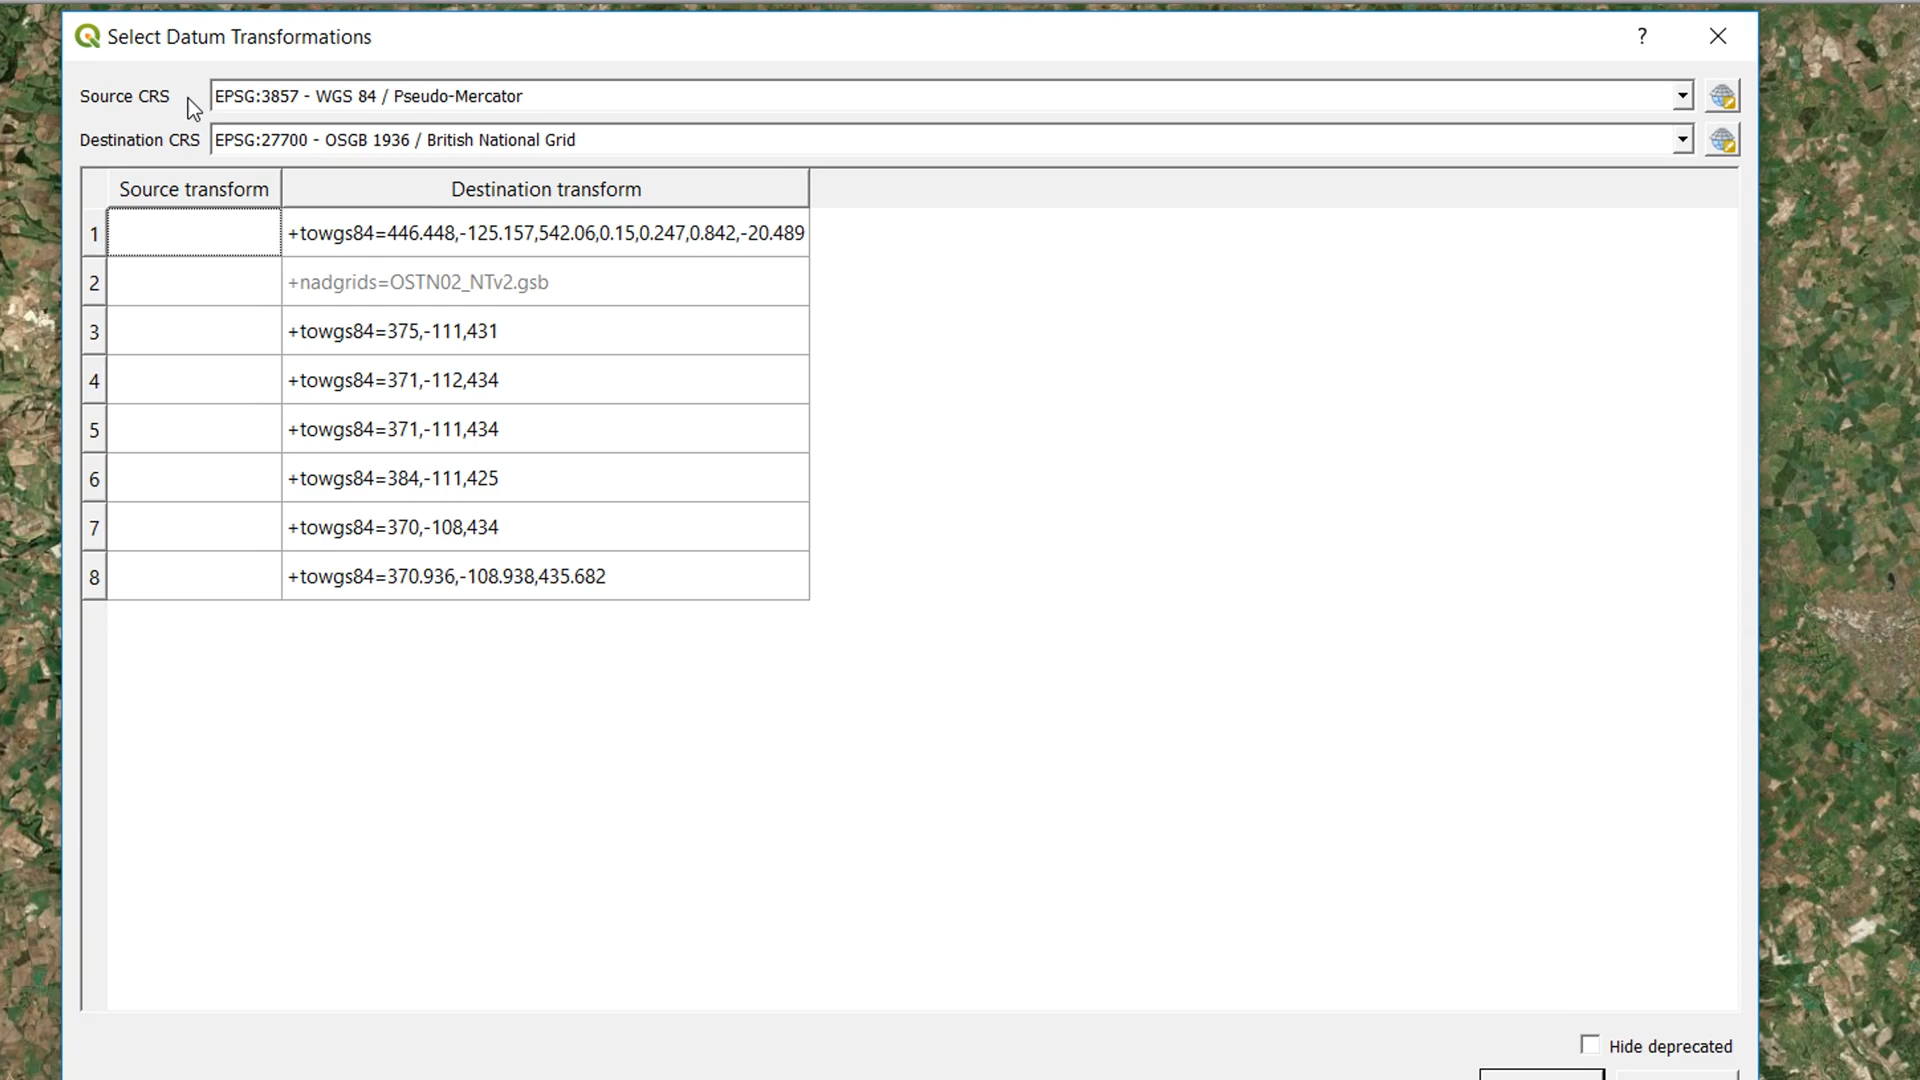 Select Datum Transformations
?
Source CRS EPSG:3857 - WGS 84 / Pseudo-Mercator
Destination CRS EPSG:27700 - OSGB 1936 / British National Grid
Source transform Destination transform
1 +towgs84=446.448,-125.157,542.06,0.15,0.247,0.842,-20.489
2 +nadgrids=OSTN02_NTv2.gsb
3 +towgs84=375,-111,431
4 +towgs84=371,-112,434
5 +towgs84=371,-111,434
6 +towgs84=384,-111,425
7 +towgs84=370,-108,434
8 +towgs84=370.936,-108.938,435.682
Hide deprecated